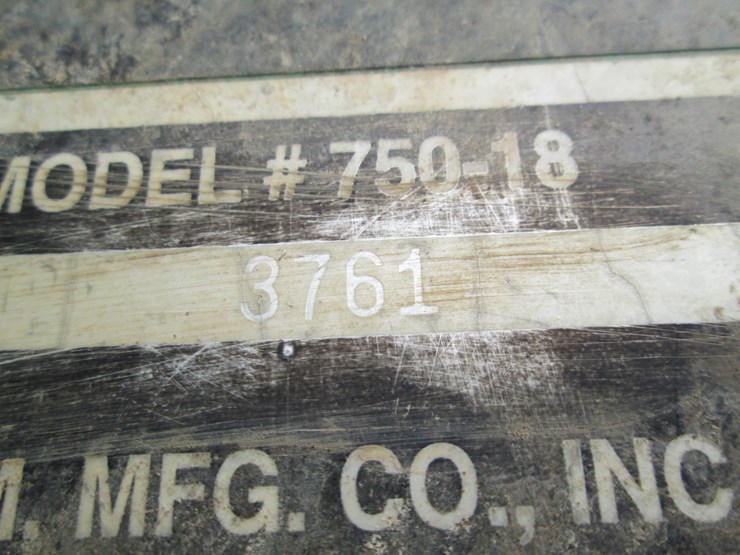 MODEL # 750-18
3761
M. MFG. CO., INC